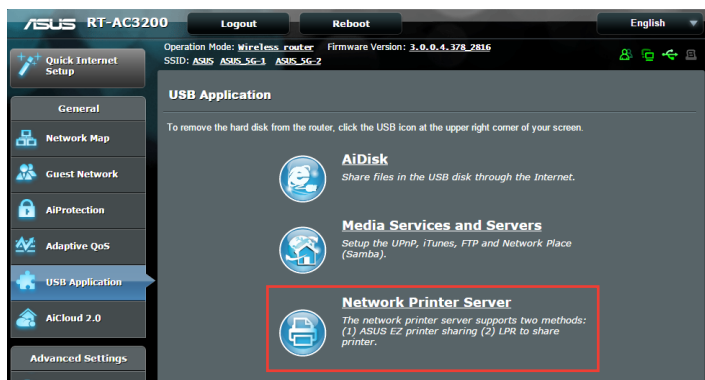 ASUS RT-AC3200
Logout
Reboot
English
Quick Internet
Setup
Operation Mode: Wireless router Firmware Version: 3.0.0.4.378_2816
SSID: ASUS ASUS_5G-1 ASUS_5G-2
General
Network Map
Guest Network
AiProtection
Adaptive QoS
USB Application
AiCloud 2.0
Advanced Settings
USB Application
To remove the hard disk from the router, click the USB icon at the upper right corner of your screen.
AiDisk
Share files in the USB disk through the Internet.
Media Services and Servers
Setup the UPnP, iTunes, FTP and Network Place
(Samba).
Network Printer Server
The network printer server supports two methods:
(1) ASUS EZ printer sharing (2) LPR to share
printer.